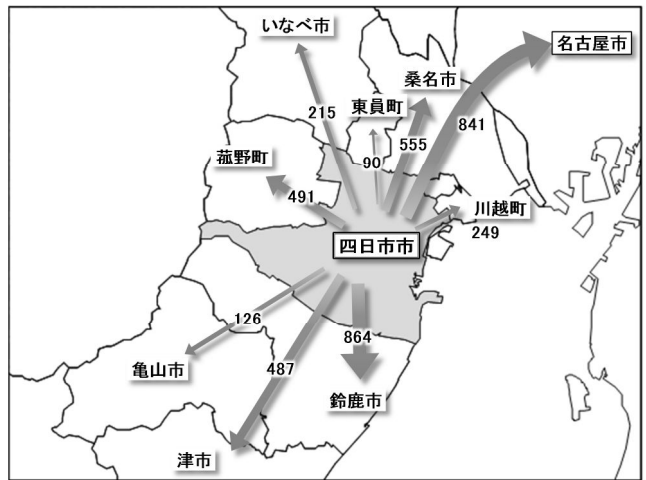 いなべ市
名古屋市
桑名市
東員町
215
841
555
菰野町
90
491
川越町
249
四日市市
126
864
487
亀山市
鈴鹿市
津市